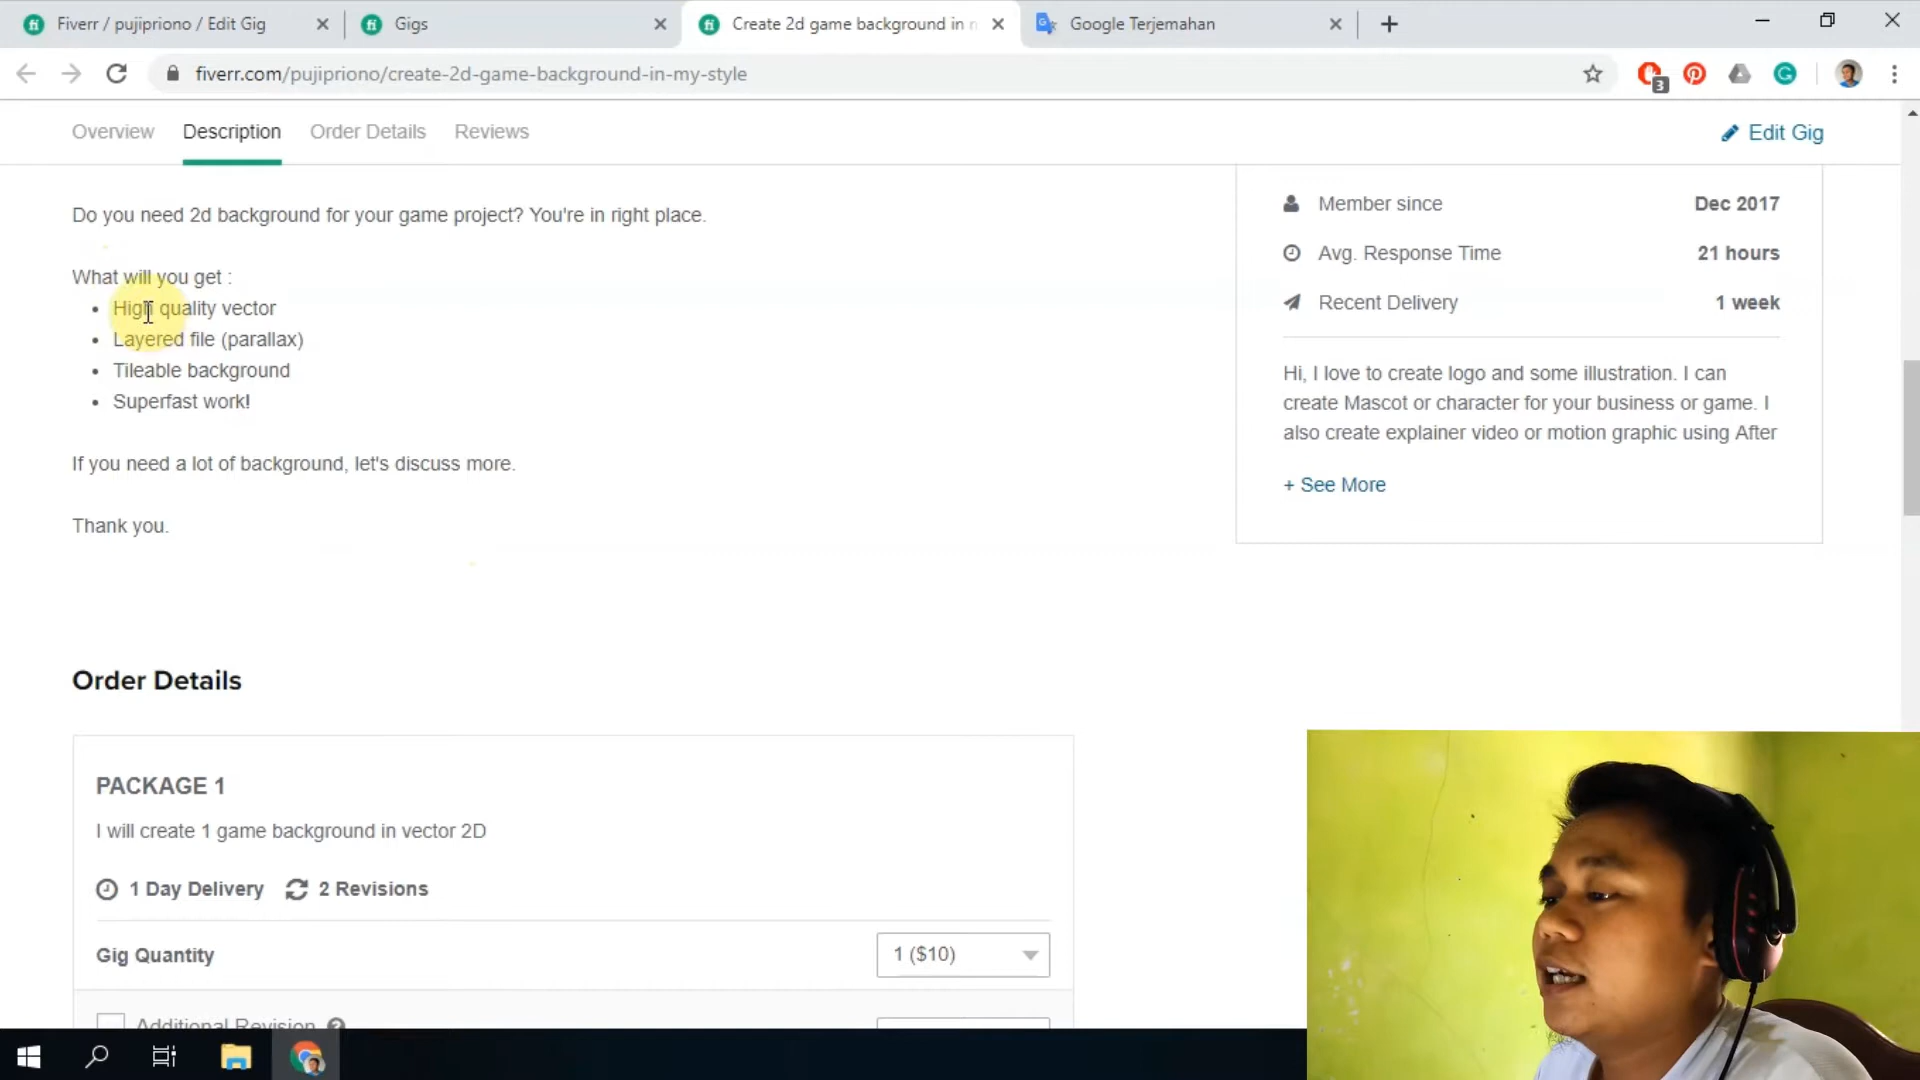 Fiverr / pujipriono / Edit Gig
Gigs
Create 2d game background in
Google Terjemahan
fiverr.com/pujipriono/create-2d-game-background-in-my-style
3
Overview
Description
Order Details
Reviews
Edit Gig
Do you need 2d background for your game project? You're in right place.
What will you get :
• High quality vector
• Layered file (parallax)
• Tileable background
• Superfast work!
If you need a lot of background, let's discuss more.
Thank you.
Member since
Dec 2017
Avg. Response Time
21 hours
Recent Delivery
1 week
Hi, I love to create logo and some illustration. I can
create Mascot or character for your business or game. I
also create explainer video or motion graphic using After
+ See More
Order Details
PACKAGE 1
I will create 1 game background in vector 2D
1 Day Delivery
2 Revisions
Gig Quantity
1 ($10)
Additional Revision